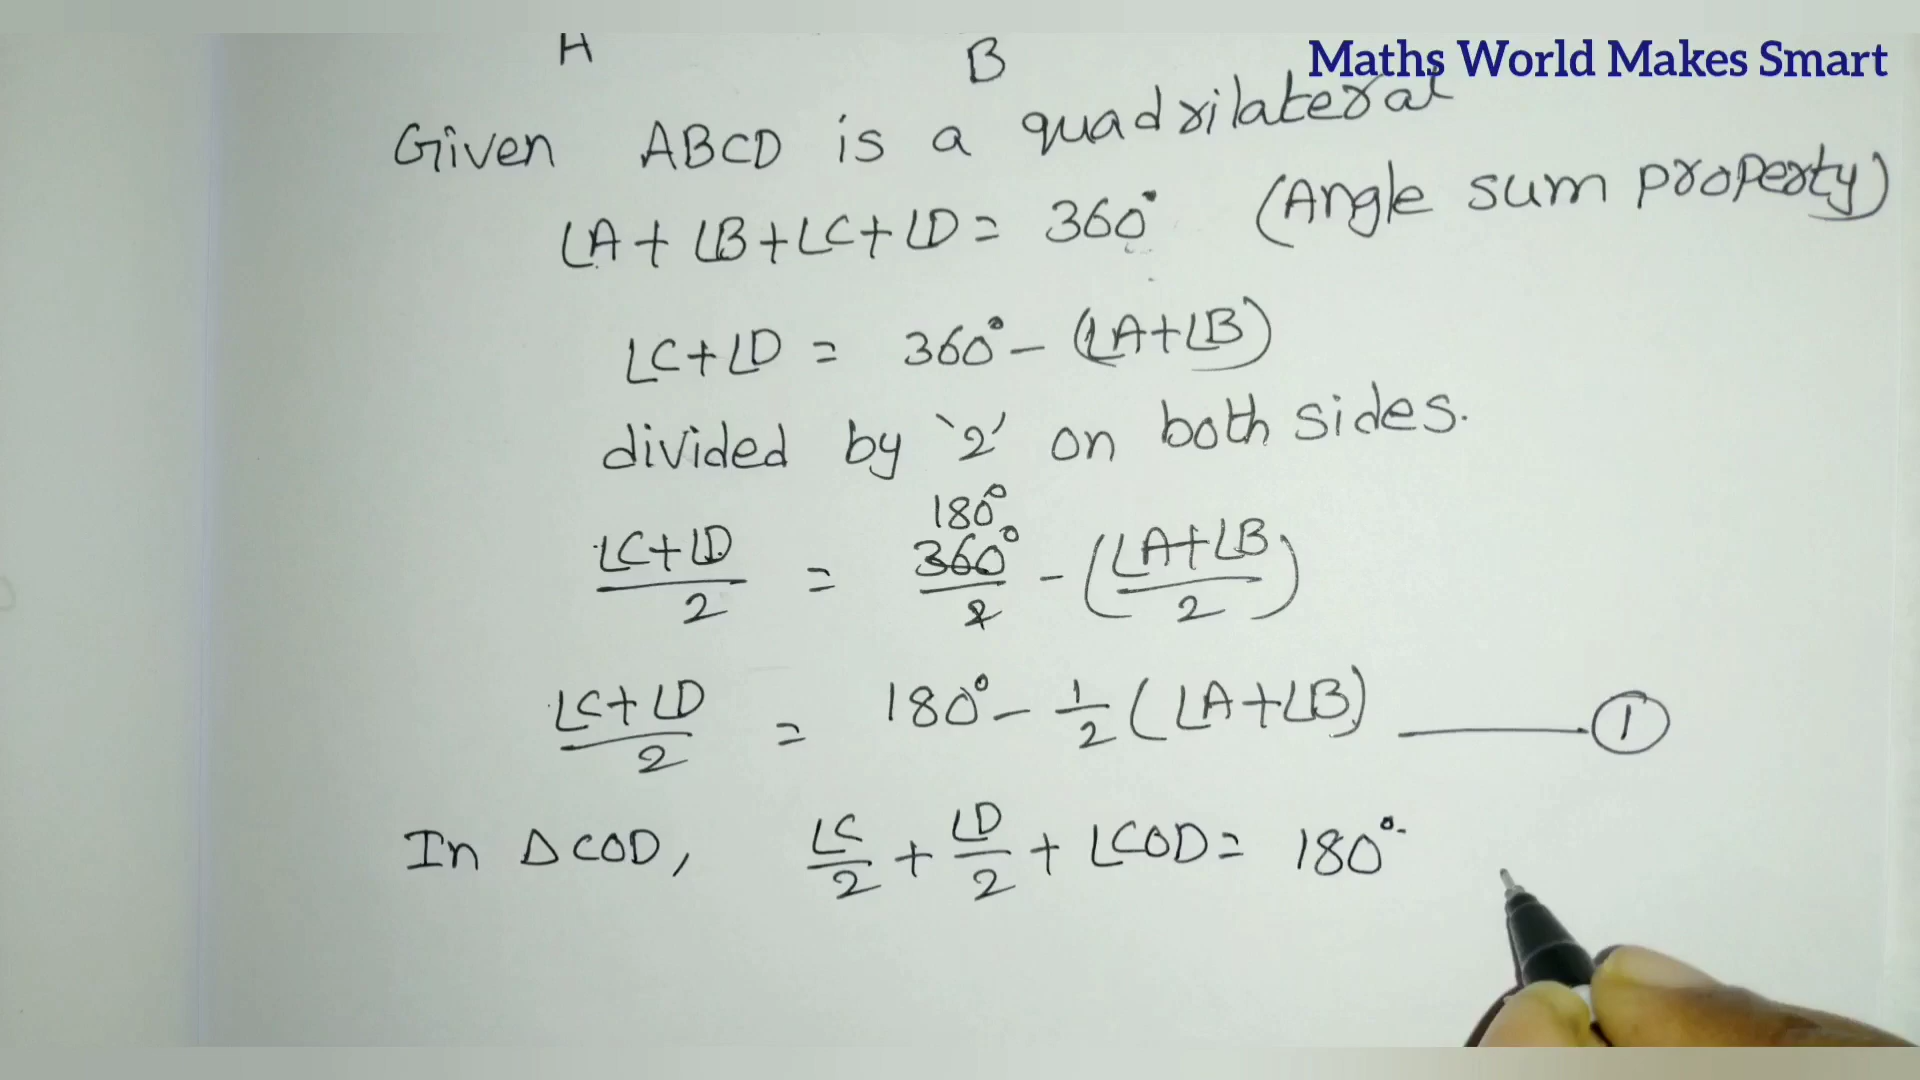 A B
Maths World Makes Smart
Given ABCD is a quadrilateral
∠A + ∠B + ∠C + ∠D = 360° (Angle sum property)
∠C + ∠D = 360° – (∠A + ∠B)
divided by '2' on both sides.
180°
(∠C + ∠D)/2 = 360°/2 – ((∠A + ∠B)/2)
(∠C + ∠D)/2 = 180° – 1/2 (∠A + ∠B) ——— ①
In △COD, ∠C/2 + ∠D/2 + ∠COD = 180°